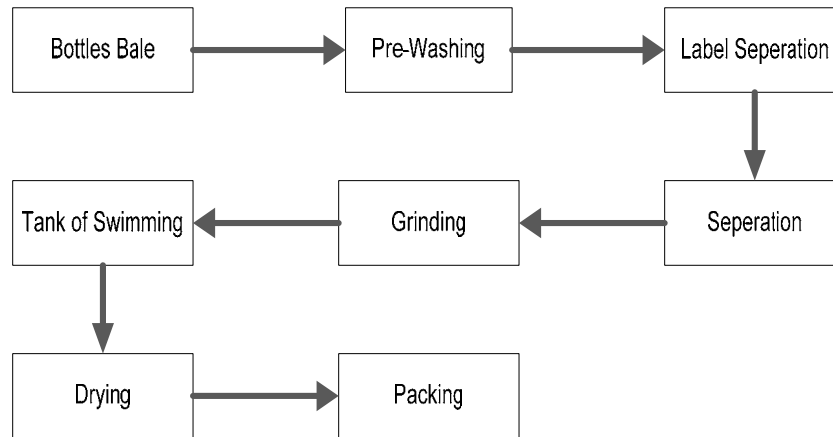 Bottles Bale
Pre-Washing
Label Seperation
Seperation
Grinding
Tank of Swimming
Drying
Packing